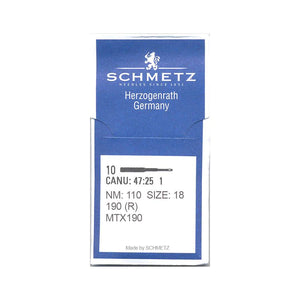 SCHMETZ
NEEDLES SINCE 1851
Herzogenrath
Germany
10
CANU: 47:25 1
NM: 110 SIZE: 18
190 (R)
MTX190
Made by SCHMETZ